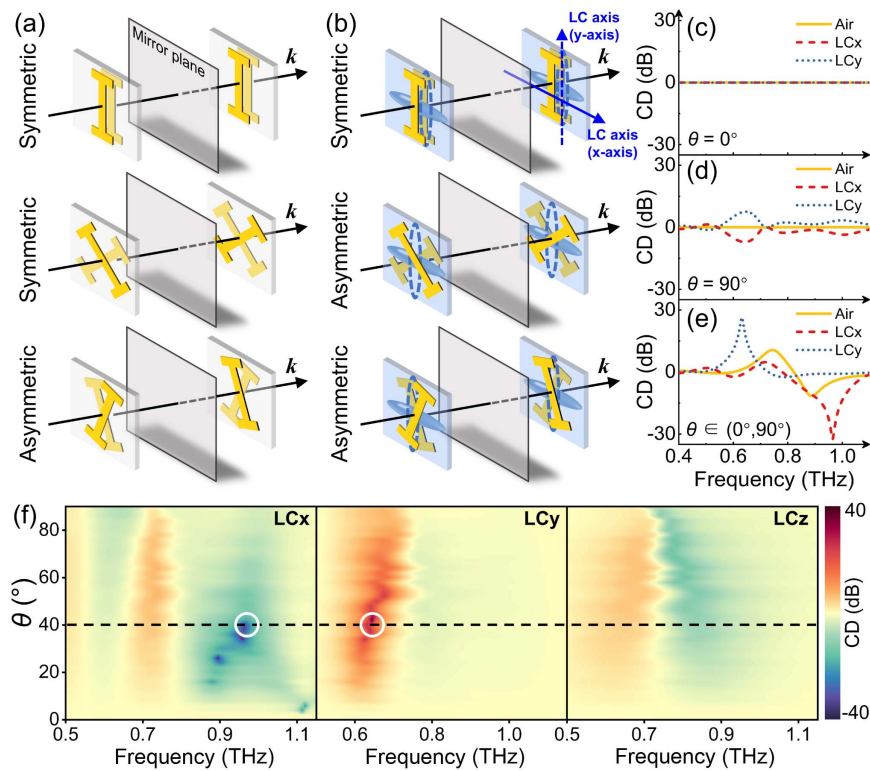 (a)
Symmetric
Mirror plane
k
Symmetric
k
Asymmetric
k
(b)
Symmetric
LC axis
(y-axis)
k
LC axis
(x-axis)
Asymmetric
k
Asymmetric
k
(c)
CD (dB)
30
0
-30
Air
LCx
LCy
θ = 0°
(d)
CD (dB)
30
0
-30
Air
LCx
LCy
θ = 90°
(e)
CD (dB)
30
0
-30
Air
LCx
LCy
θ ∈ (0°,90°)
0.4 0.6 0.8 1.0
Frequency (THz)
(f)
θ (°)
80
60
40
20
0
LCx
LCy
LCz
0.5 0.7 0.9 1.1
0.6 0.8 1.0
0.5 0.7 0.9 1.1
Frequency (THz)
Frequency (THz)
Frequency (THz)
40
CD (dB)
-40